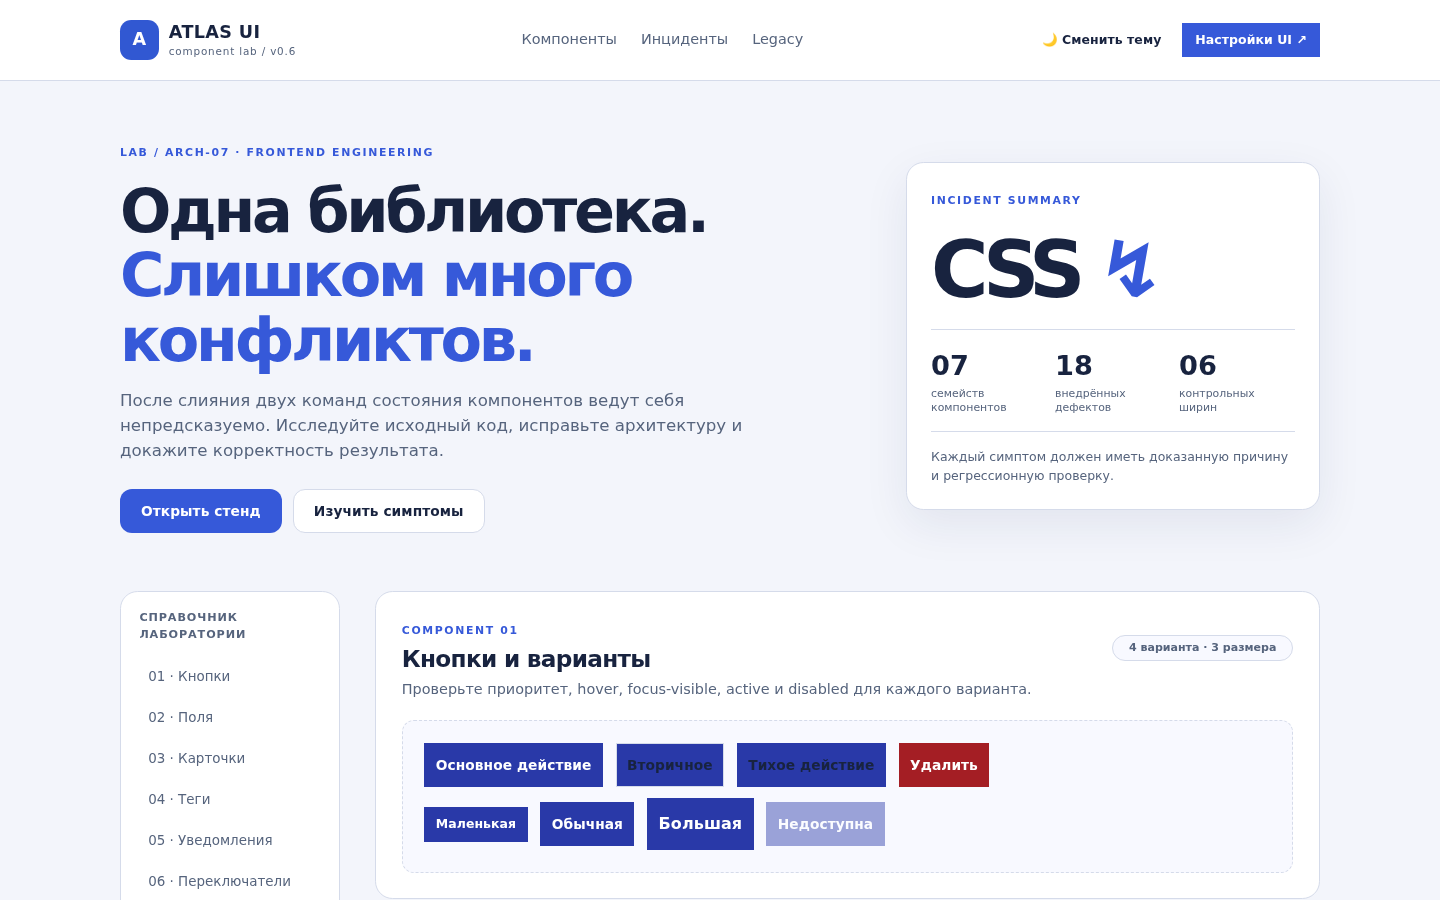 A
ATLAS UI
component lab / v0.6
Компоненты
Инциденты
Legacy
🌙 Сменить тему
Настройки UI ↗
LAB / ARCH-07 · FRONTEND ENGINEERING
Одна библиотека.
Слишком много
конфликтов.
После слияния двух команд состояния компонентов ведут себя
непредсказуемо. Исследуйте исходный код, исправьте архитектуру и
докажите корректность результата.
Открыть стенд
Изучить симптомы
INCIDENT SUMMARY
CSS ↯
07
семейств
компонентов
18
внедрённых
дефектов
06
контрольных
ширин
Каждый симптом должен иметь доказанную причину
и регрессионную проверку.
СПРАВОЧНИК
ЛАБОРАТОРИИ
01 · Кнопки
02 · Поля
03 · Карточки
04 · Теги
05 · Уведомления
06 · Переключатели
COMPONENT 01
Кнопки и варианты
Проверьте приоритет, hover, focus-visible, active и disabled для каждого варианта.
4 варианта · 3 размера
Основное действие
Вторичное
Тихое действие
Удалить
Маленькая
Обычная
Большая
Недоступна